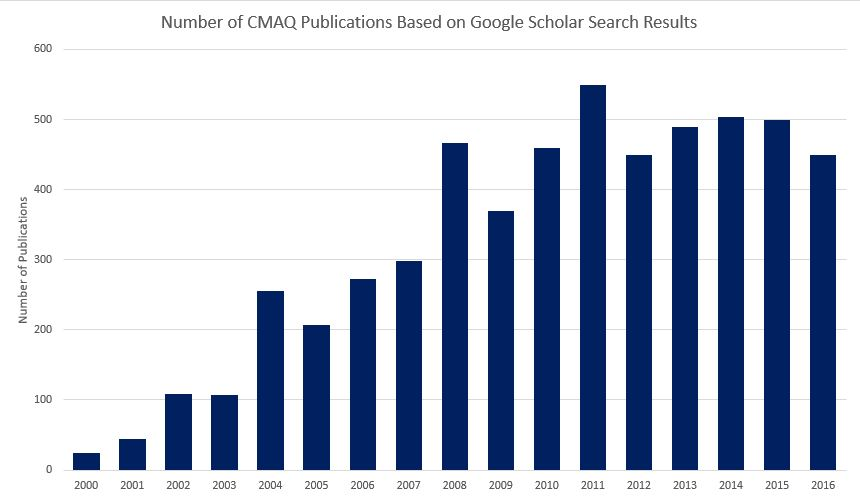 Number of CMAQ Publications Based on Google Scholar Search Results
600
500
400
300
200
100
0
Number of Publications
2000 2001 2002 2003 2004 2005 2006 2007 2008 2009 2010 2011 2012 2013 2014 2015 2016